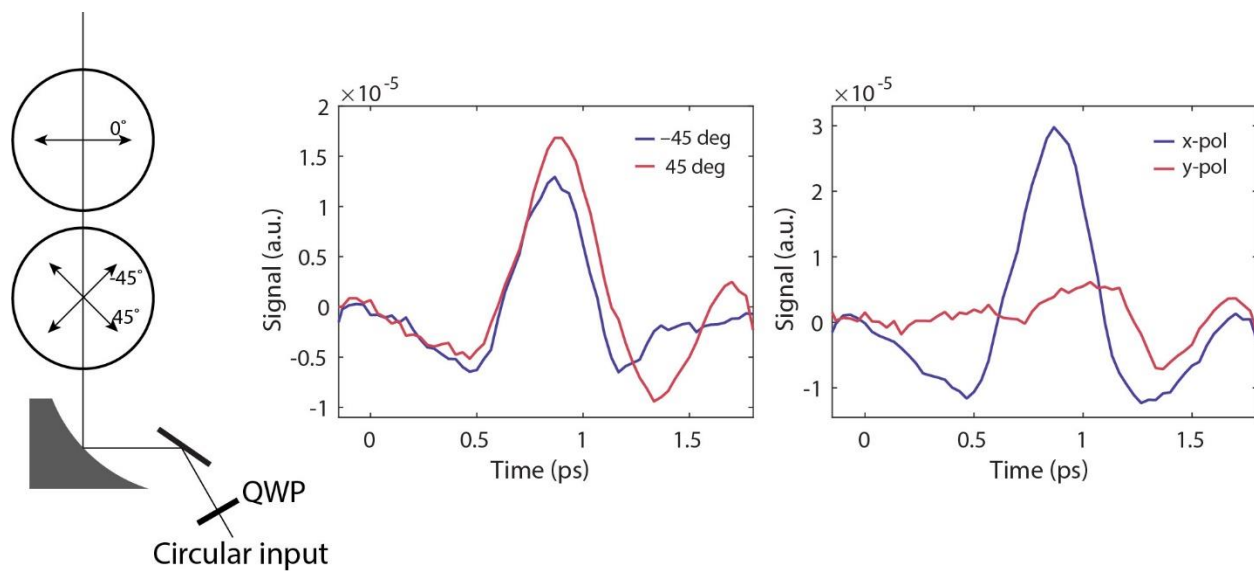 0°
-45°
45°
QWP
Circular input
×10⁻⁵
2
1.5
1
0.5
0
-0.5
-1
Signal (a.u.)
–45 deg
45 deg
0 0.5 1 1.5
Time (ps)
×10⁻⁵
3
2
1
0
-1
Signal (a.u.)
x-pol
y-pol
0 0.5 1 1.5
Time (ps)